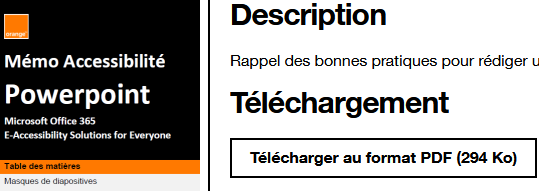 orange
Mémo Accessibilité
Powerpoint
Microsoft Office 365
E-Accessibility Solutions for Everyone
Table des matières
Masques de diapositives
Description
Rappel des bonnes pratiques pour rédiger u
Téléchargement
Télécharger au format PDF (294 Ko)